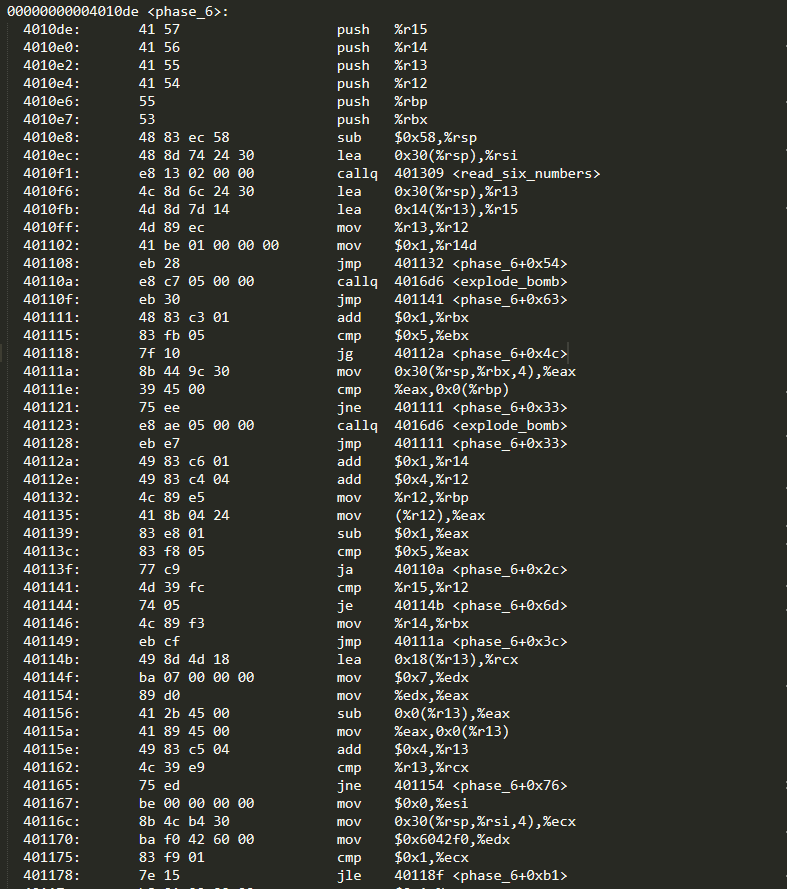 00000000004010de <phase_6>:
4010de: 41 57 push %r15
4010e0: 41 56 push %r14
4010e2: 41 55 push %r13
4010e4: 41 54 push %r12
4010e6: 55 push %rbp
4010e7: 53 push %rbx
4010e8: 48 83 ec 58 sub $0x58,%rsp
4010ec: 48 8d 74 24 30 lea 0x30(%rsp),%rsi
4010f1: e8 13 02 00 00 callq 401309 <read_six_numbers>
4010f6: 4c 8d 6c 24 30 lea 0x30(%rsp),%r13
4010fb: 4d 8d 7d 14 lea 0x14(%r13),%r15
4010ff: 4d 89 ec mov %r13,%r12
401102: 41 be 01 00 00 00 mov $0x1,%r14d
401108: eb 28 jmp 401132 <phase_6+0x54>
40110a: e8 c7 05 00 00 callq 4016d6 <explode_bomb>
40110f: eb 30 jmp 401141 <phase_6+0x63>
401111: 48 83 c3 01 add $0x1,%rbx
401115: 83 fb 05 cmp $0x5,%ebx
401118: 7f 10 jg 40112a <phase_6+0x4c>
40111a: 8b 44 9c 30 mov 0x30(%rsp,%rbx,4),%eax
40111e: 39 45 00 cmp %eax,0x0(%rbp)
401121: 75 ee jne 401111 <phase_6+0x33>
401123: e8 ae 05 00 00 callq 4016d6 <explode_bomb>
401128: eb e7 jmp 401111 <phase_6+0x33>
40112a: 49 83 c6 01 add $0x1,%r14
40112e: 49 83 c4 04 add $0x4,%r12
401132: 4c 89 e5 mov %r12,%rbp
401135: 41 8b 04 24 mov (%r12),%eax
401139: 83 e8 01 sub $0x1,%eax
40113c: 83 f8 05 cmp $0x5,%eax
40113f: 77 c9 ja 40110a <phase_6+0x2c>
401141: 4d 39 fc cmp %r15,%r12
401144: 74 05 je 40114b <phase_6+0x6d>
401146: 4c 89 f3 mov %r14,%rbx
401149: eb cf jmp 40111a <phase_6+0x3c>
40114b: 49 8d 4d 18 lea 0x18(%r13),%rcx
40114f: ba 07 00 00 00 mov $0x7,%edx
401154: 89 d0 mov %edx,%eax
401156: 41 2b 45 00 sub 0x0(%r13),%eax
40115a: 41 89 45 00 mov %eax,0x0(%r13)
40115e: 49 83 c5 04 add $0x4,%r13
401162: 4c 39 e9 cmp %r13,%rcx
401165: 75 ed jne 401154 <phase_6+0x76>
401167: be 00 00 00 00 mov $0x0,%esi
40116c: 8b 4c b4 30 mov 0x30(%rsp,%rsi,4),%ecx
401170: ba f0 42 60 00 mov $0x6042f0,%edx
401175: 83 f9 01 cmp $0x1,%ecx
401178: 7e 15 jle 40118f <phase_6+0xb1>